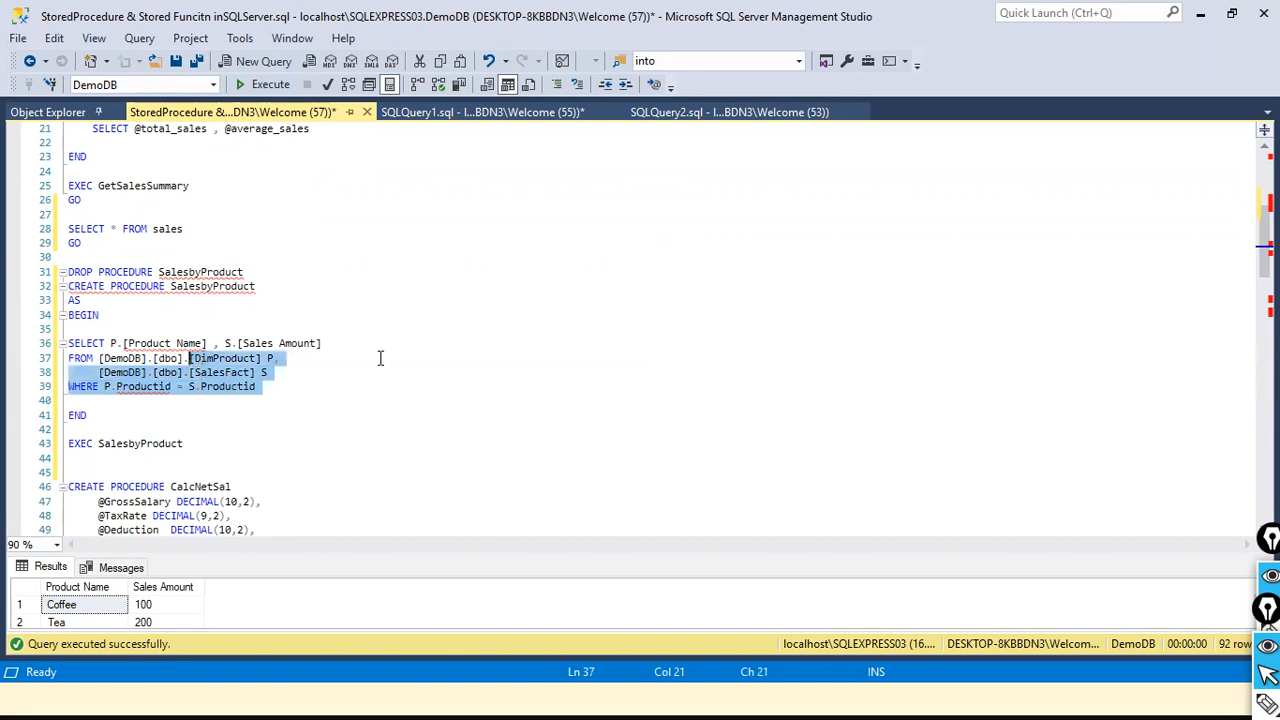 StoredProcedure & Stored Funcitn inSQLServer.sql - localhost\SQLEXPRESS03.DemoDB (DESKTOP-8KBBDN3\Welcome (57))* - Microsoft SQL Server Management Studio
Quick Launch (Ctrl+Q)
File Edit View Query Project Tools Window Help
New Query MDX DMX XMLA DAX into
DemoDB Execute
Object Explorer StoredProcedure &...DN3\Welcome (57))* SQLQuery1.sql - l...BDN3\Welcome (55))* SQLQuery2.sql - l...BDN3\Welcome (53))
21 SELECT @total_sales , @average_sales
22
23 END
24
25 EXEC GetSalesSummary
26 GO
27
28 SELECT * FROM sales
29 GO
30
31 DROP PROCEDURE SalesbyProduct
32 CREATE PROCEDURE SalesbyProduct
33 AS
34 BEGIN
35
36 SELECT P.[Product Name] , S.[Sales Amount]
37 FROM [DemoDB].[dbo].[DimProduct] P,
38 [DemoDB].[dbo].[SalesFact] S
39 WHERE P.Productid = S.Productid
40
41 END
42
43 EXEC SalesbyProduct
44
45
46 CREATE PROCEDURE CalcNetSal
47 @GrossSalary DECIMAL(10,2),
48 @TaxRate DECIMAL(9,2),
49 @Deduction DECIMAL(10,2),
90 %
Results Messages
Product Name Sales Amount
1 Coffee 100
2 Tea 200
Query executed successfully. localhost\SQLEXPRESS03 (16.... DESKTOP-8KBBDN3\Welcom... DemoDB 00:00:00 92 row
Ready Ln 37 Col 21 Ch 21 INS